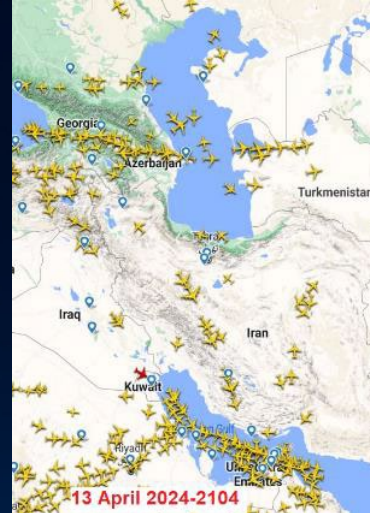 Georgia
Azerbaijan
Turkmenistan
Iraq
Iran
Kuwait
Riyadh
Emirates
13 April 2024-2104